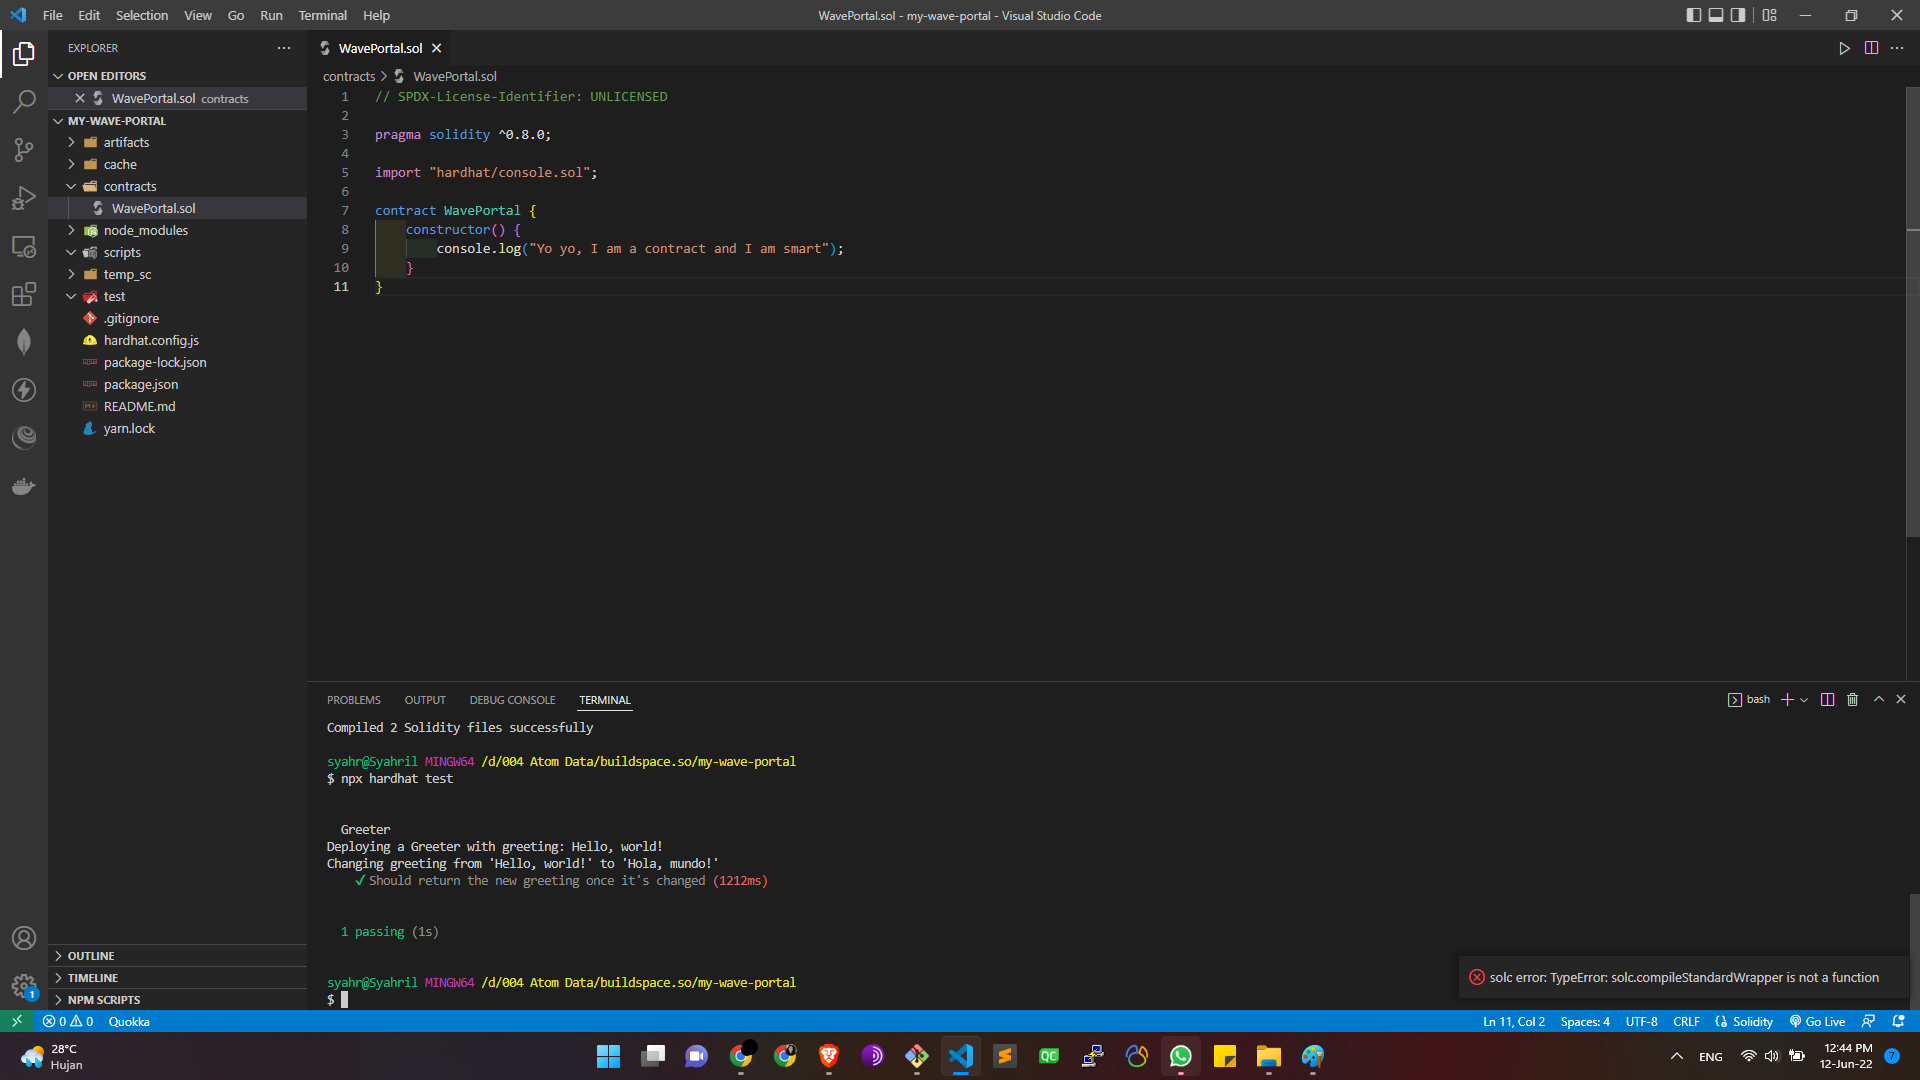 File Edit Selection View Go Run Terminal Help
WavePortal.sol - my-wave-portal - Visual Studio Code
EXPLORER
OPEN EDITORS
WavePortal.sol contracts
MY-WAVE-PORTAL
artifacts
cache
contracts
WavePortal.sol
node_modules
scripts
temp_sc
test
.gitignore
hardhat.config.js
package-lock.json
package.json
README.md
yarn.lock
OUTLINE
TIMELINE
NPM SCRIPTS
WavePortal.sol
contracts > WavePortal.sol
1 // SPDX-License-Identifier: UNLICENSED
2
3 pragma solidity ^0.8.0;
4
5 import "hardhat/console.sol";
6
7 contract WavePortal {
8 constructor() {
9 console.log("Yo yo, I am a contract and I am smart");
10 }
11 }
PROBLEMS OUTPUT DEBUG CONSOLE TERMINAL
bash
Compiled 2 Solidity files successfully
syahr@Syahril MINGW64 /d/004 Atom Data/buildspace.so/my-wave-portal
$ npx hardhat test
Greeter
Deploying a Greeter with greeting: Hello, world!
Changing greeting from 'Hello, world!' to 'Hola, mundo!'
✓ Should return the new greeting once it's changed (1212ms)
1 passing (1s)
syahr@Syahril MINGW64 /d/004 Atom Data/buildspace.so/my-wave-portal
$
solc error: TypeError: solc.compileStandardWrapper is not a function
1
0 0 Quokka
Ln 11, Col 2 Spaces: 4 UTF-8 CRLF Solidity Go Live
28°C
Hujan
QC
ENG
12:44 PM
12-Jun-22
7